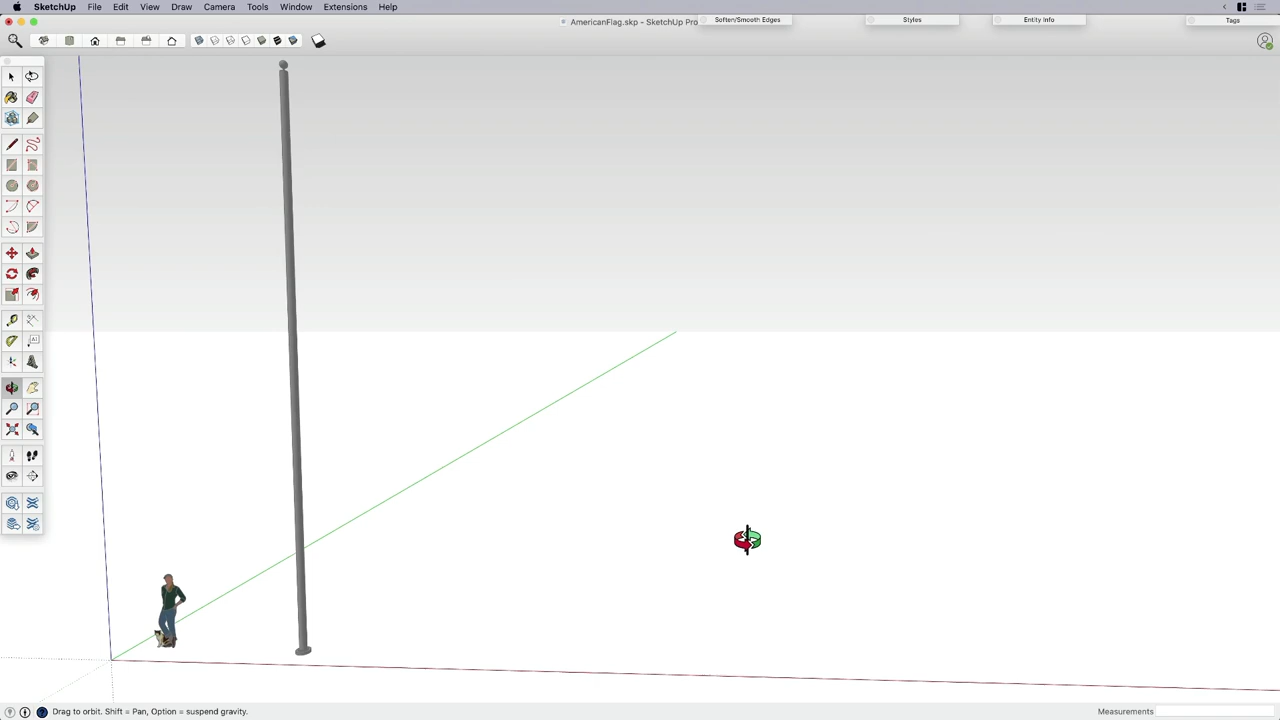 SketchUp File Edit View Draw Camera Tools Window Extensions Help
AmericanFlag.skp – SketchUp Pro
Soften/Smooth Edges
Styles
Entity Info
Tags
Drag to orbit. Shift = Pan, Option = suspend gravity.
Measurements